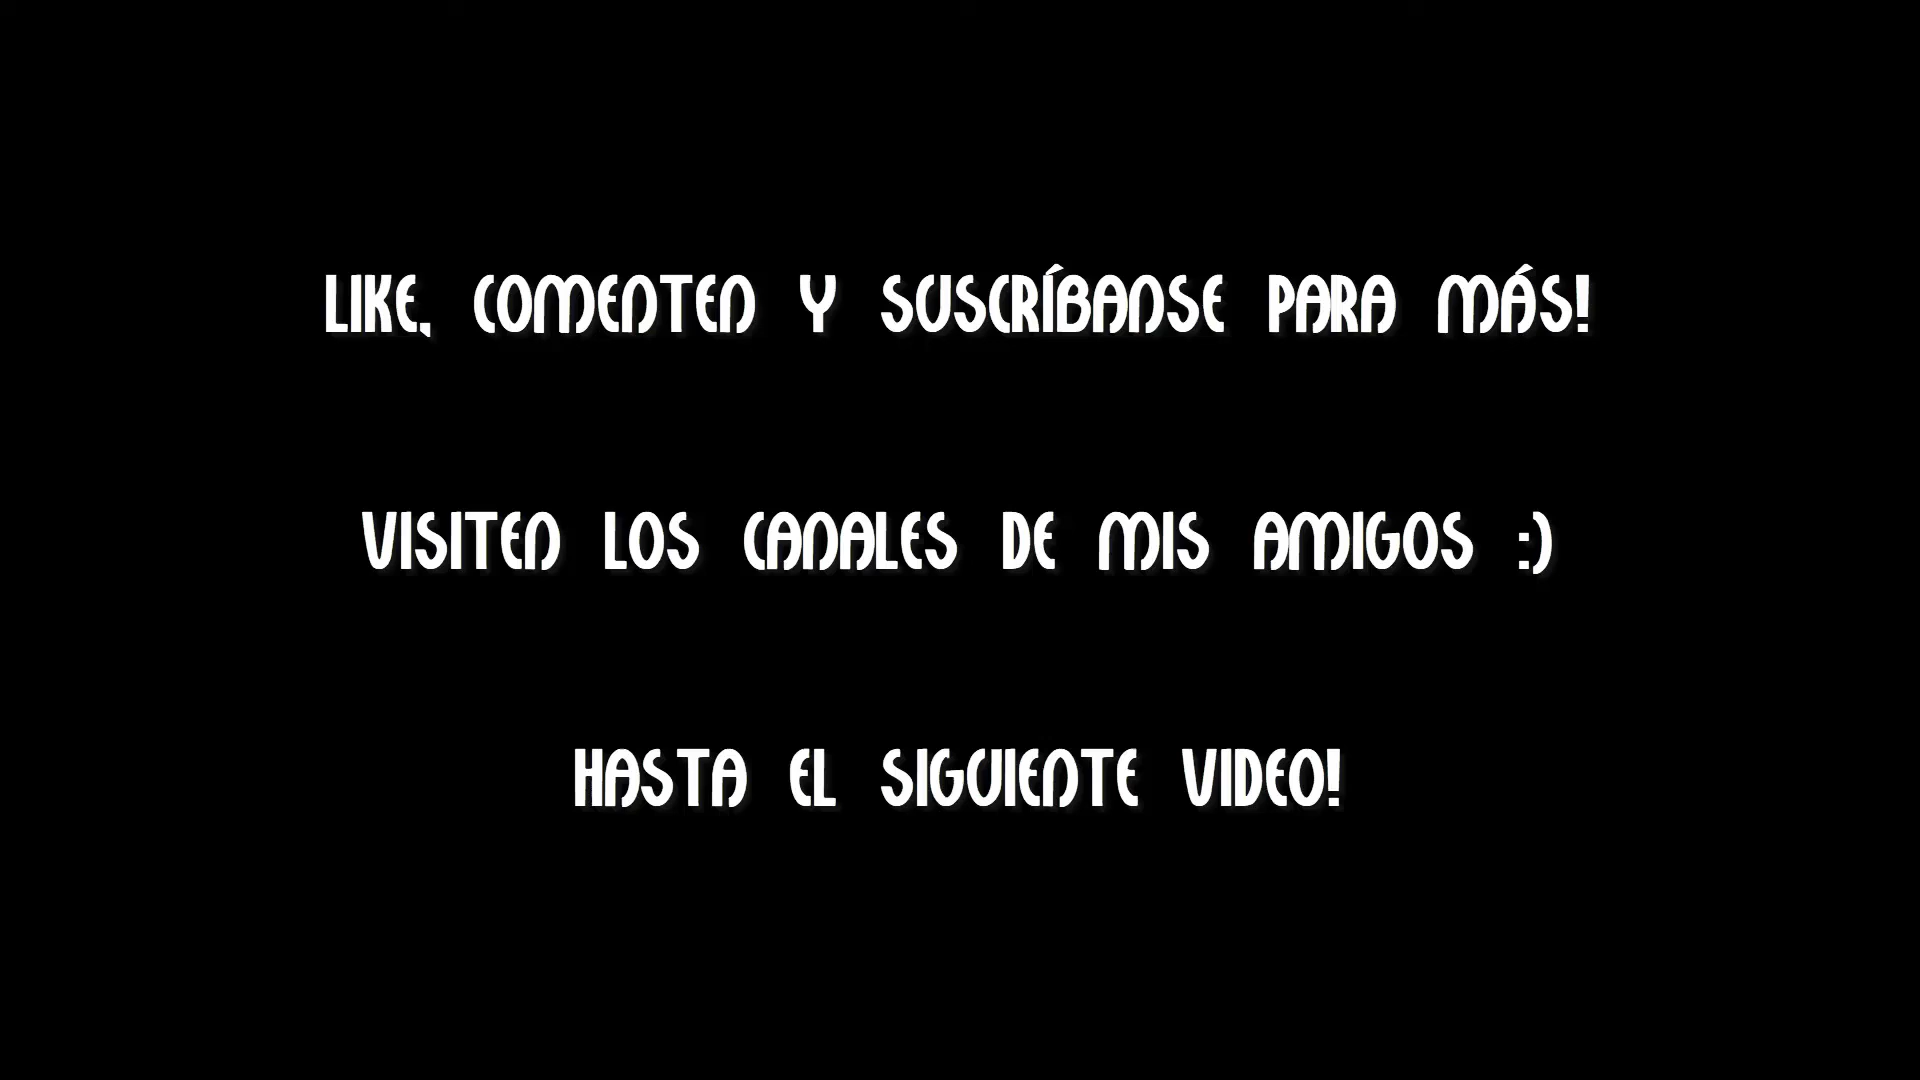 LIKE, COMENTEN Y SUSCRÍBANSE PARA MÁS!
VISITEN LOS CANALES DE MIS AMIGOS :)
HASTA EL SIGUIENTE VIDEO!